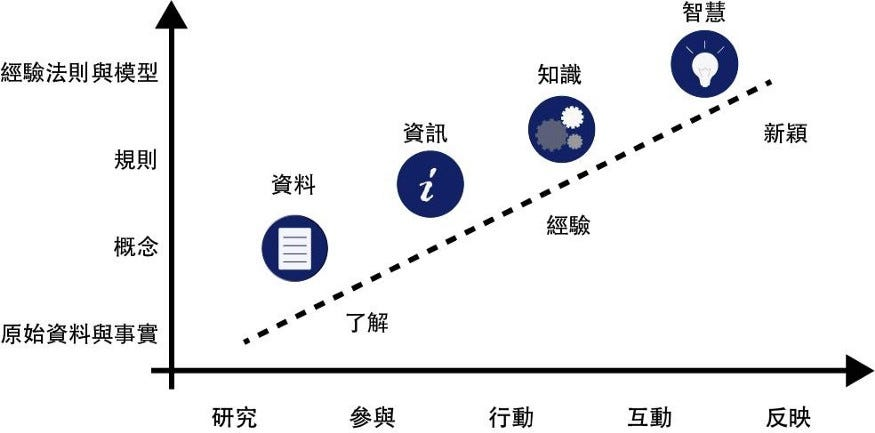 智慧
經驗法則與模型
知識
資訊
新穎
規則
資料
i
經驗
概念
了解
原始資料與事實
研究
參與
行動
互動
反映